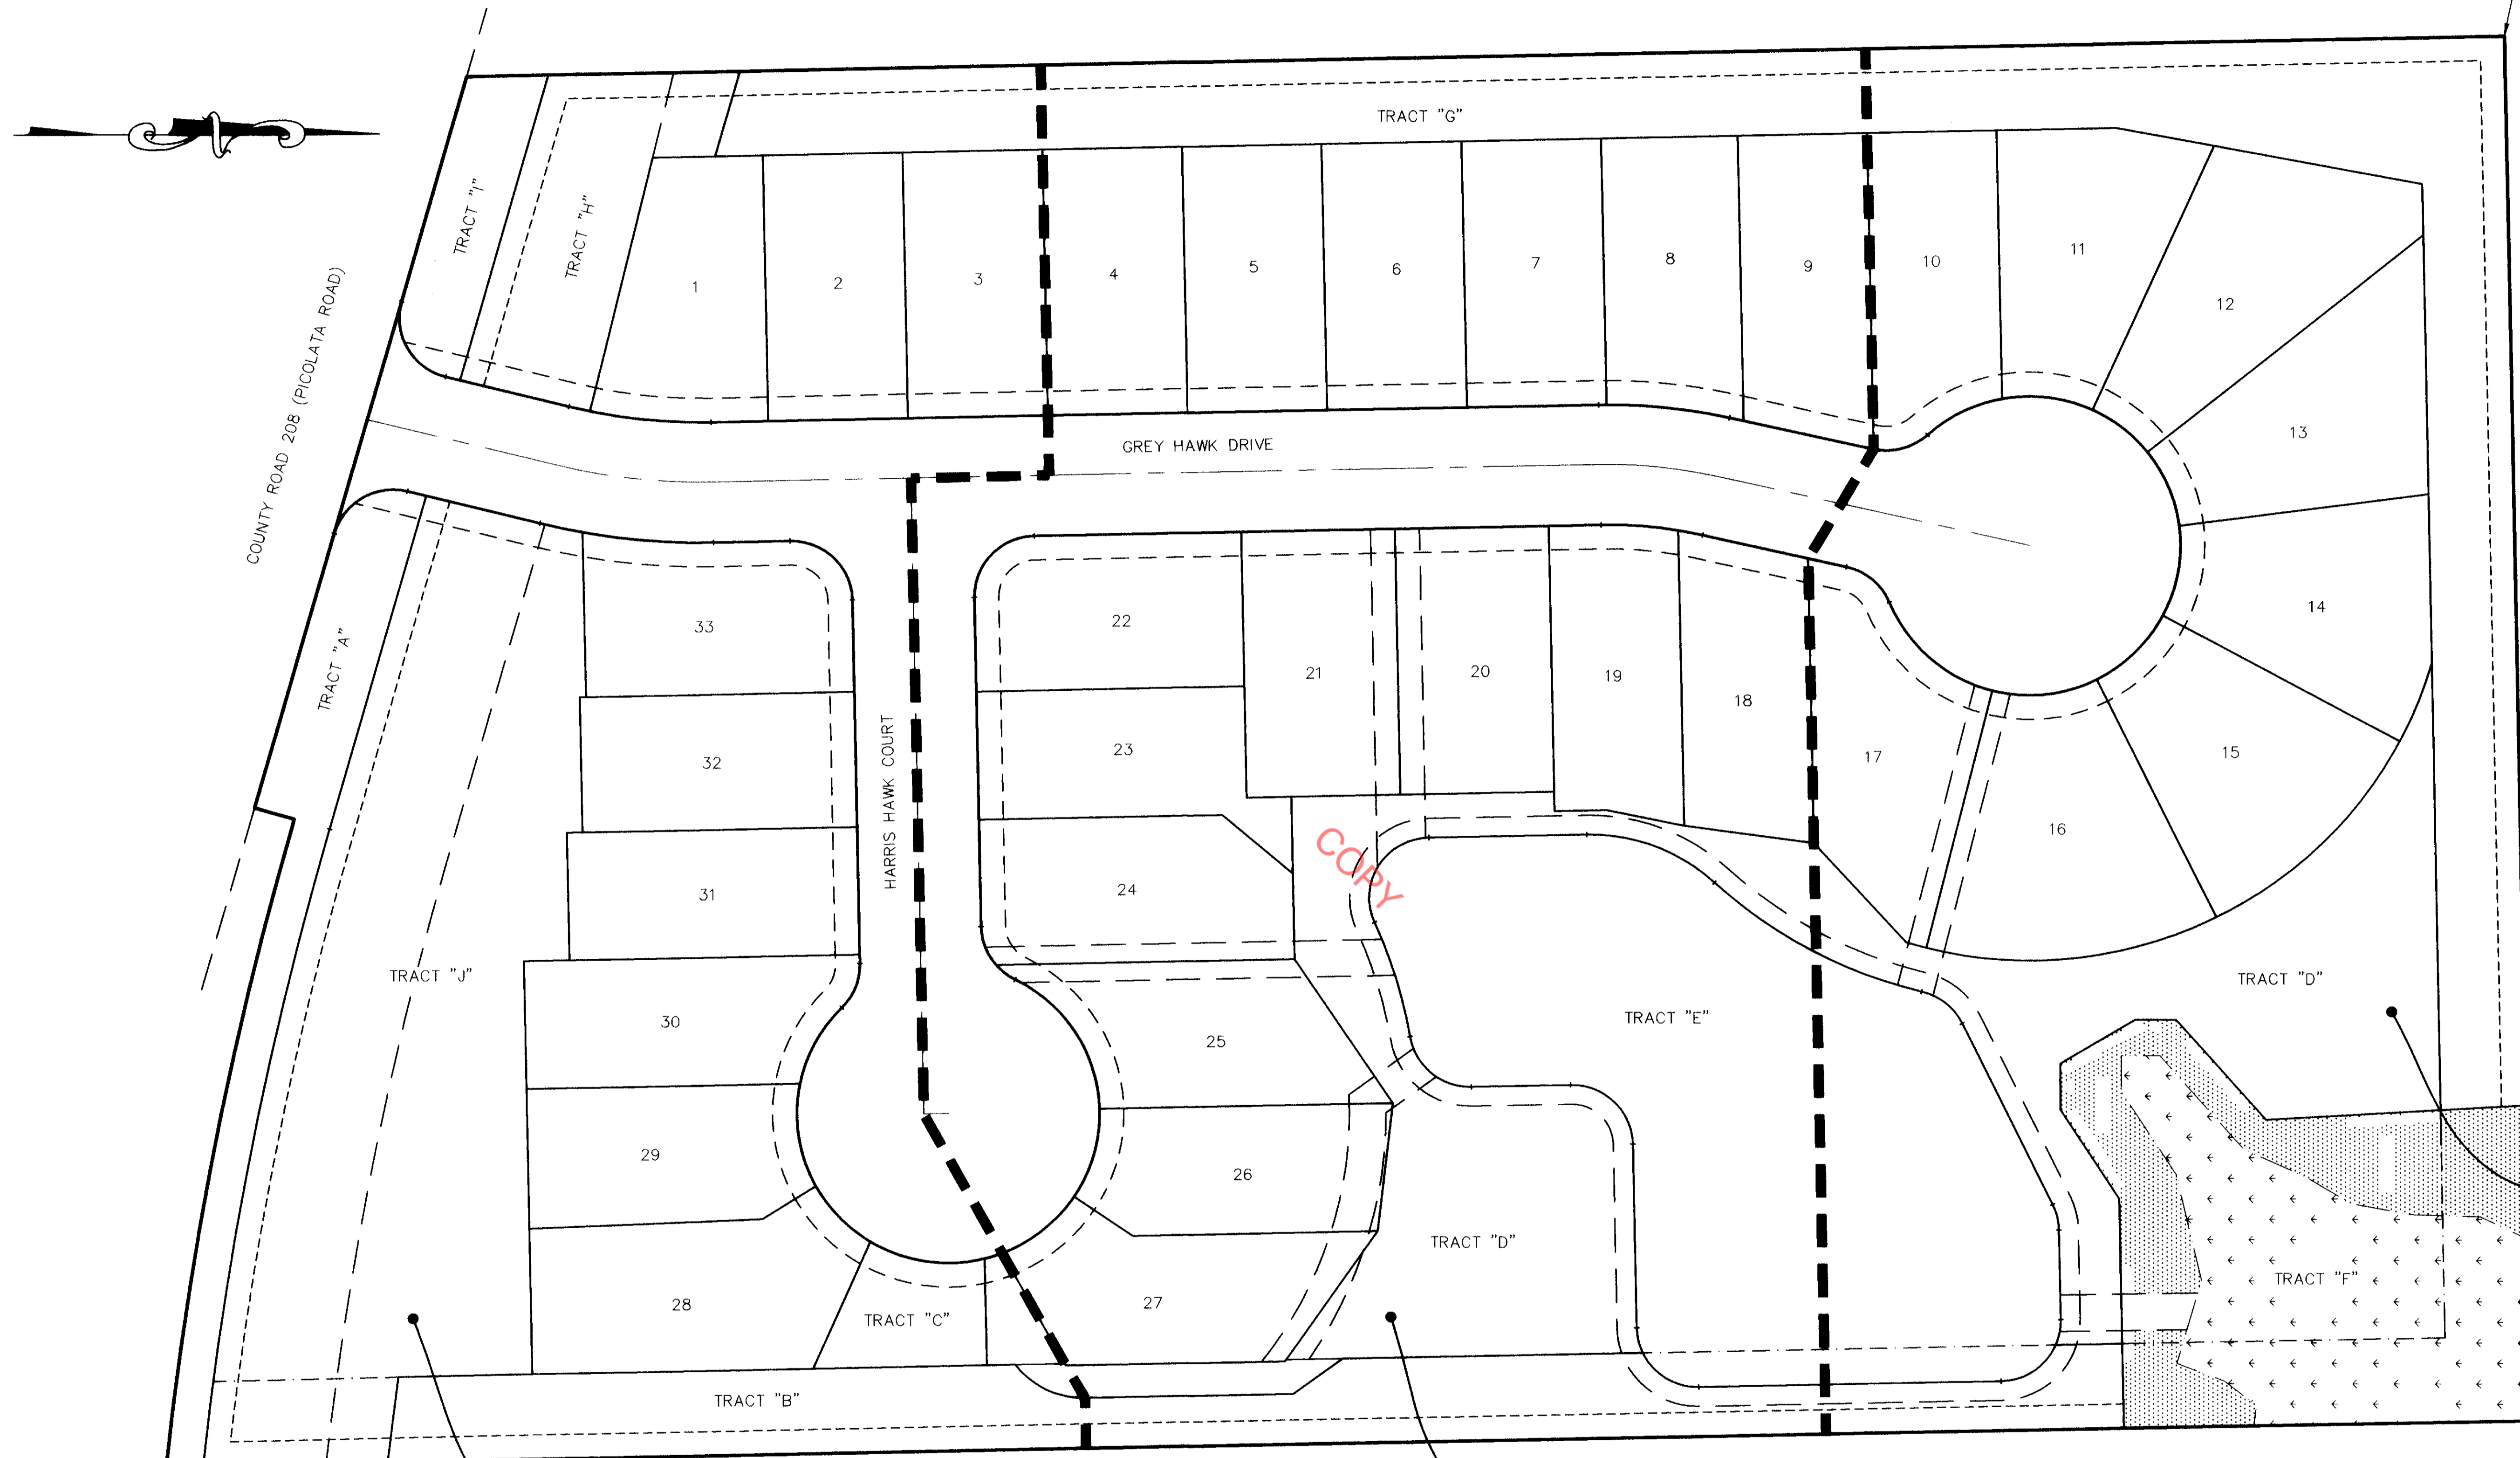 TRACT "G"
TRACT "I"
TRACT "H"
COUNTY ROAD 208 (PICOLATA ROAD)
1
2
3
4
5
6
7
8
9
10
11
12
13
GREY HAWK DRIVE
14
TRACT "A"
33
22
21
20
19
18
17
15
16
32
23
HARRIS HAWK COURT
31
24
COPY
TRACT "J"
30
25
TRACT "E"
TRACT "D"
29
26
TRACT "D"
TRACT "F"
28
TRACT "C"
27
TRACT "B"